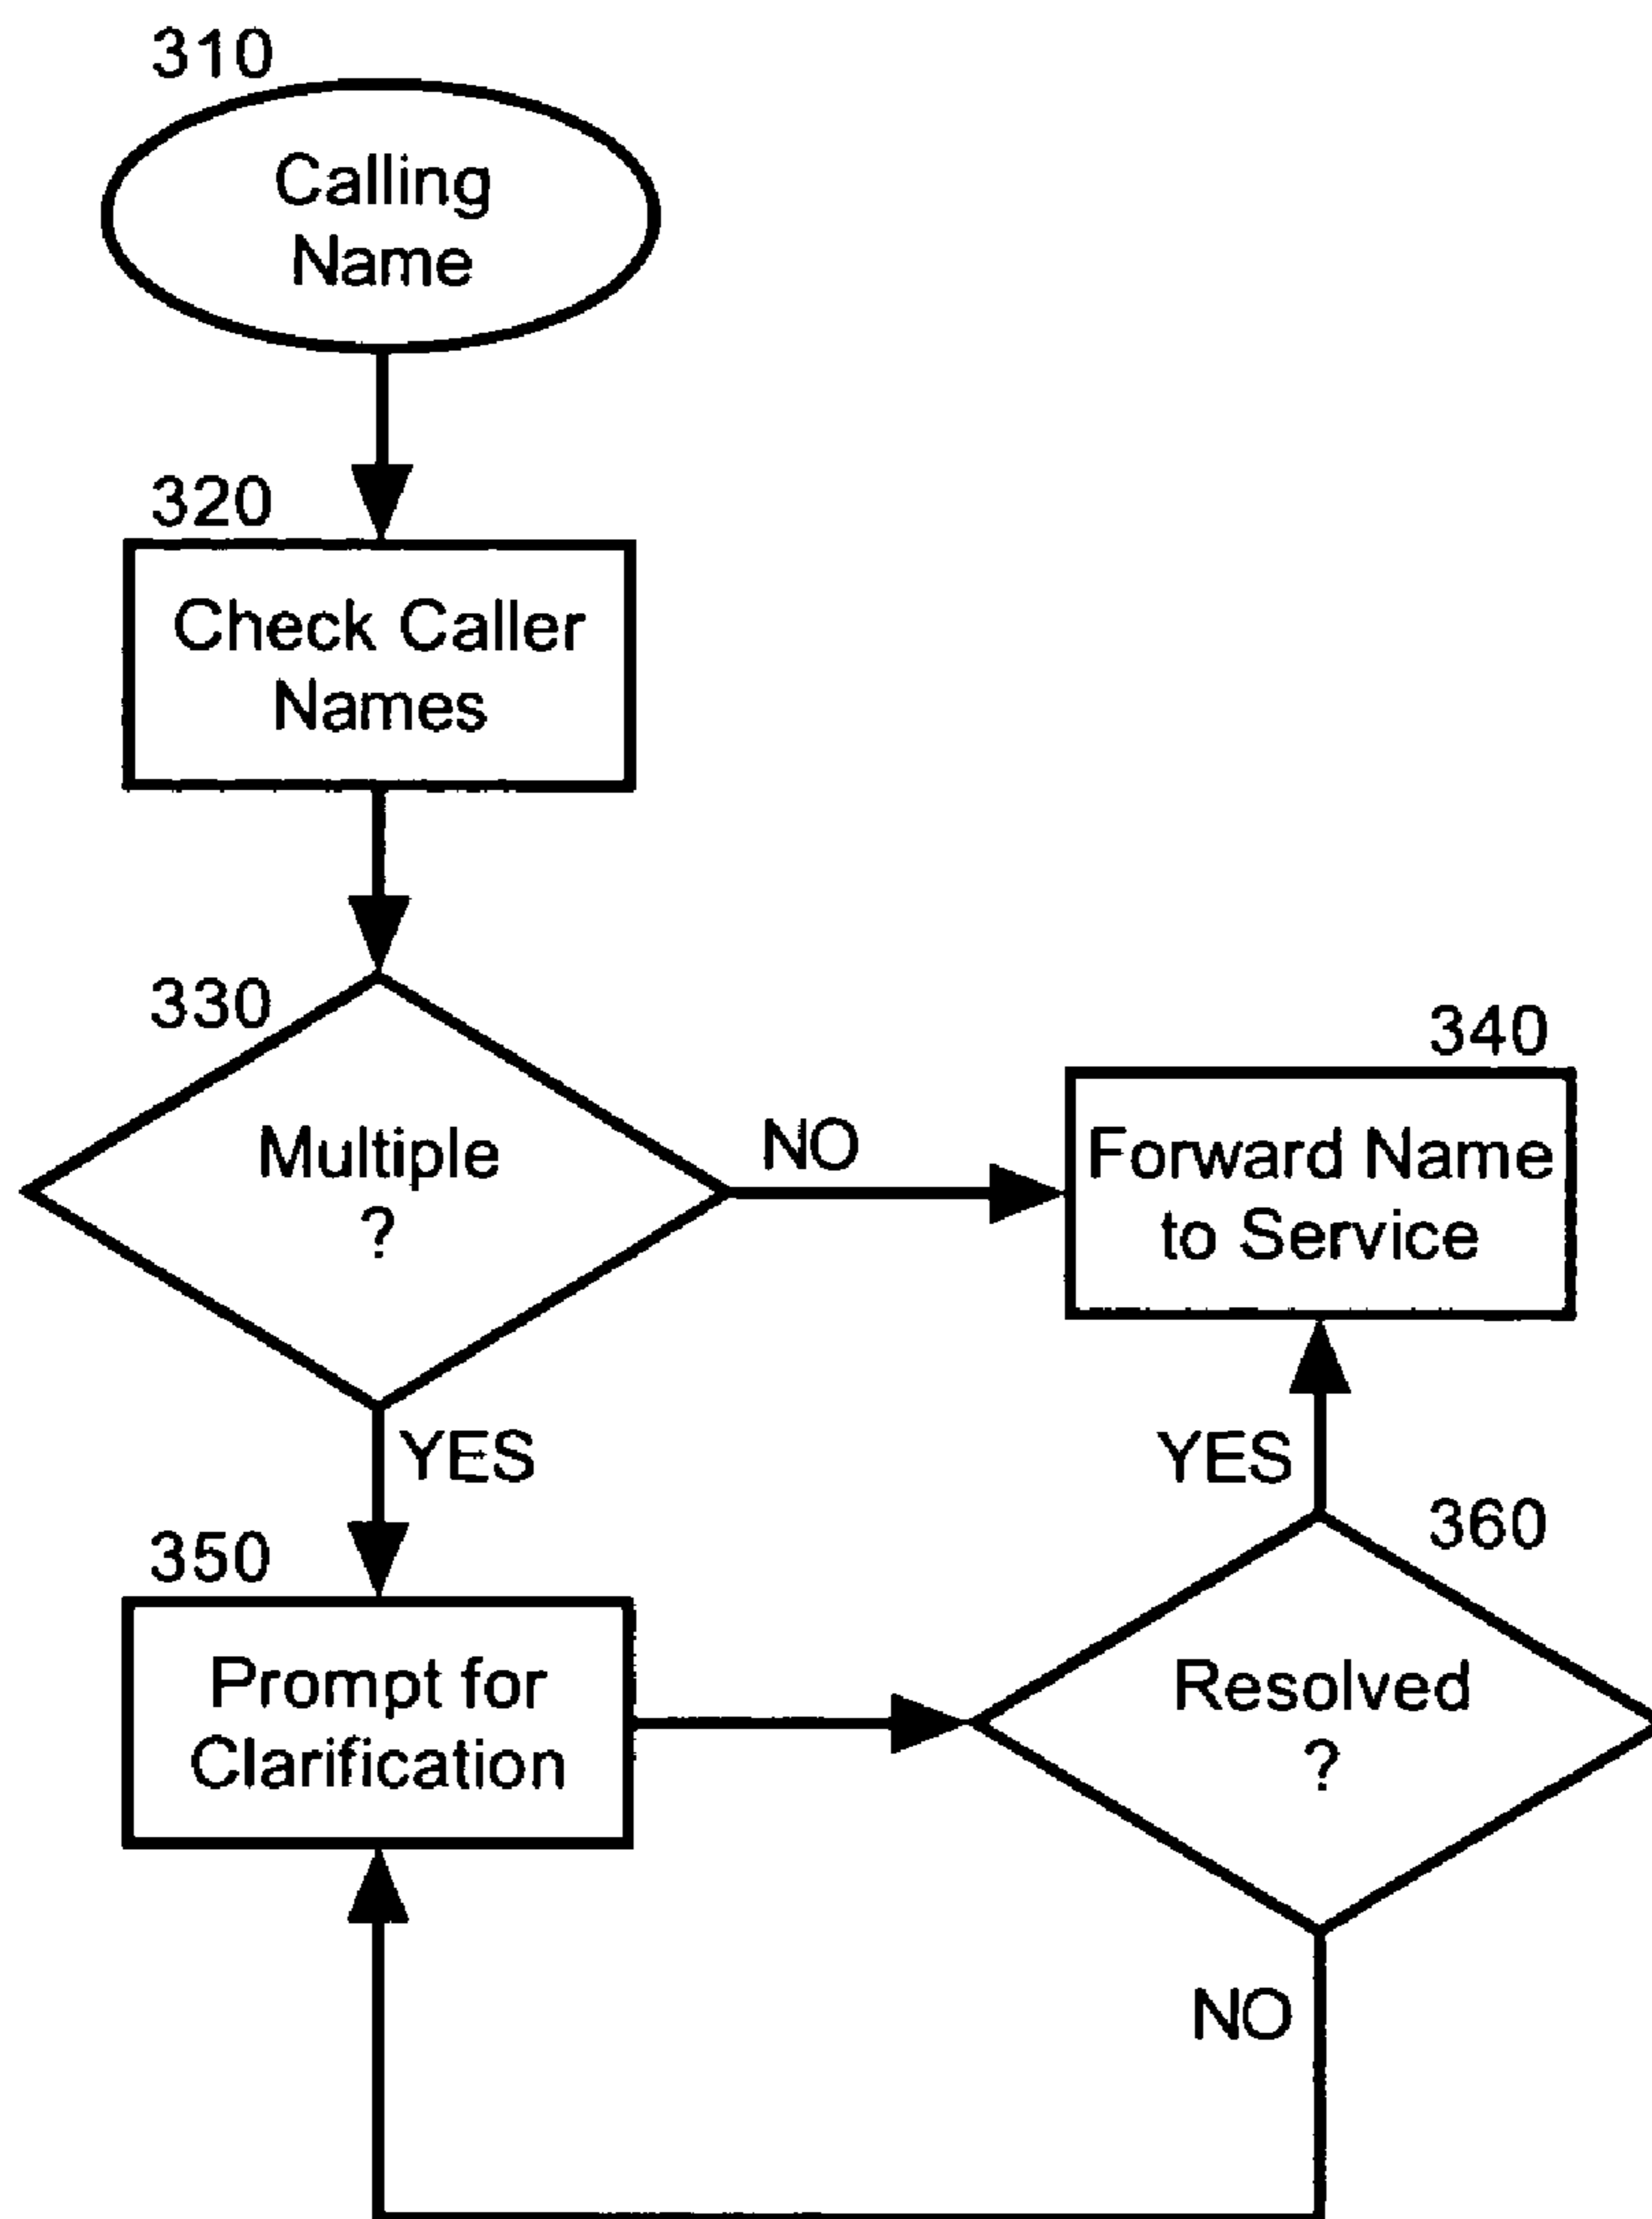 310
Calling
Name
320
Check Caller
Names
330
Multiple
?
NO
340
Forward Name
to Service
YES
YES
350
360
Prompt for
Clarification
Resolved
?
NO